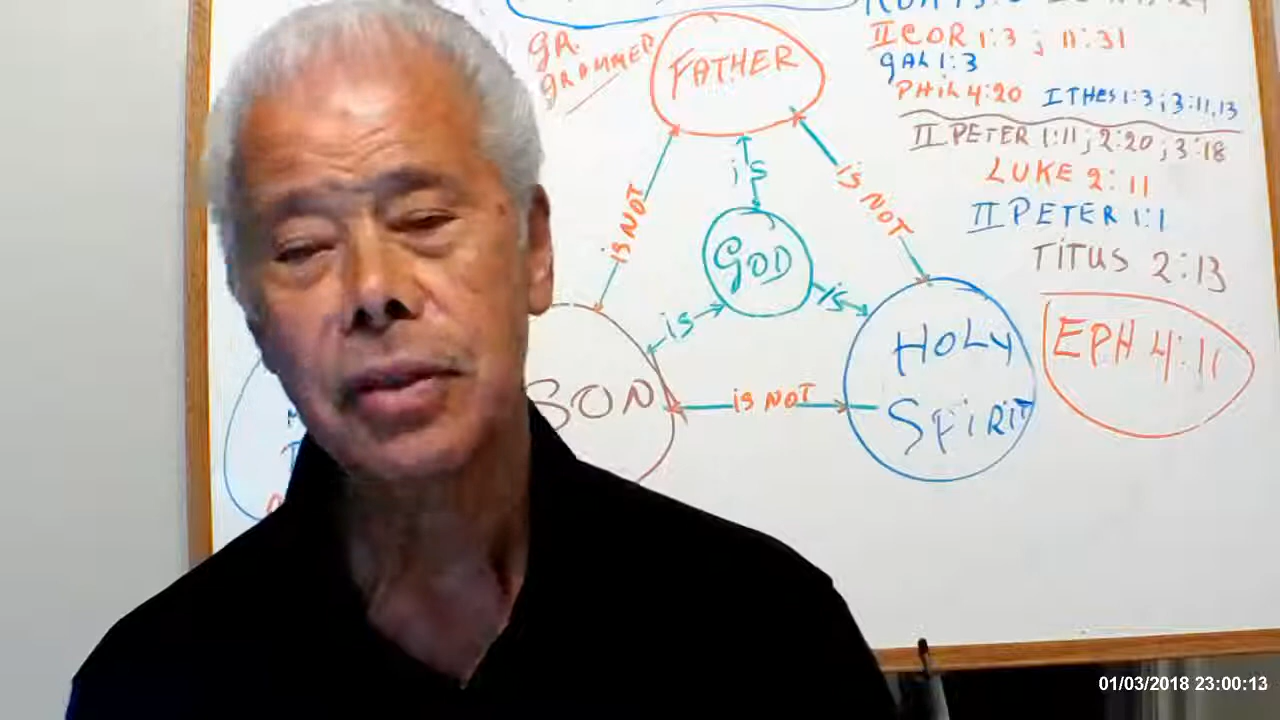 GR.
GRAMMER
FATHER
II COR 1:3 ; 11:31
GAL 1:3
PHIL 4:20 I THES 1:3 ; 3:11,13
II PETER 1:11 ; 2:20 ; 3:18
LUKE 2:11
II PETER 1:1
TITUS 2:13
EPH 4:11
is
is NOT
is NOT
GOD
is
is
HOLY
SPIRIT
SON
is NOT
01/03/2018 23:00:13